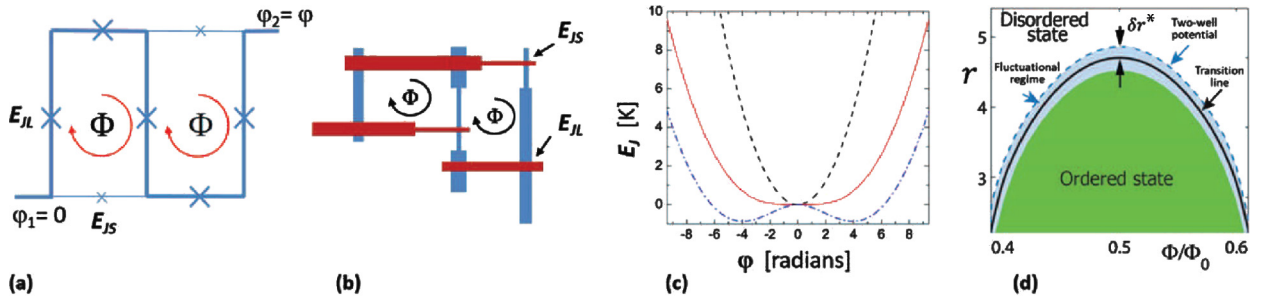 φ₂= φ
E_JL
Φ
Φ
φ₁= 0
E_JS
(a)
E_JS
Φ
Φ
E_JL
(b)
10
8
6
4
2
0
E_J [K]
-8 -6 -4 -2 0 2 4 6 8
φ [radians]
(c)
Disordered
state
δr*
Two-well
potential
5
r
Fluctuational
regime
Transition
line
4
Ordered state
3
0.4 0.5 Φ/Φ₀ 0.6
(d)